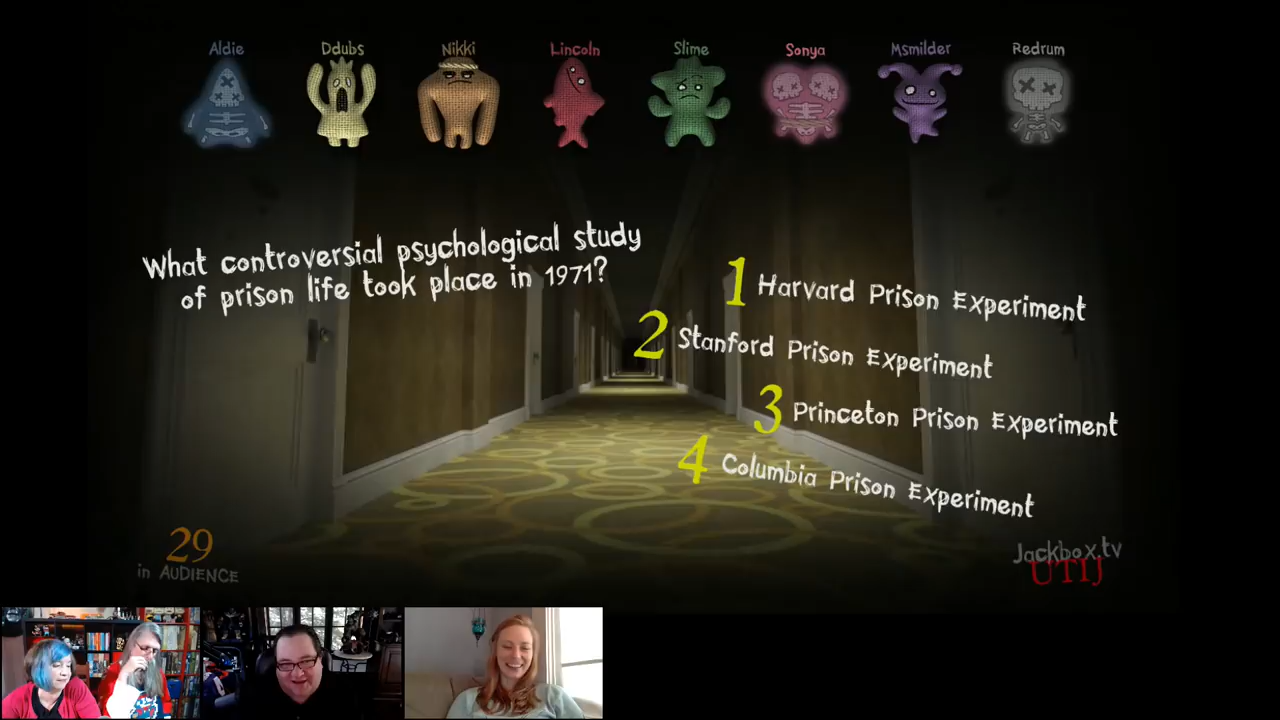 Aldie
Ddubs
Nikki
Lincoln
Slime
Sonya
Msmilder
Redrum
What controversial psychological study
of prison life took place in 1971?
1 Harvard Prison Experiment
2 Stanford Prison Experiment
3 Princeton Prison Experiment
4 Columbia Prison Experiment
29
in AUDIENCE
Jackbox.tv
UTIJ